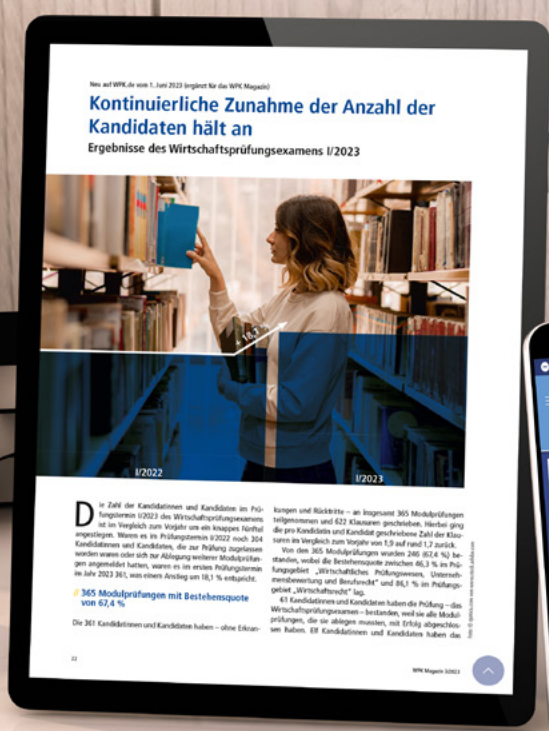 Neu auf WPK.de vom 1. Juni 2023 (ergänzt für das WPK Magazin)
Kontinuierliche Zunahme der Anzahl der
Kandidaten hält an
Ergebnisse des Wirtschaftsprüfungsexamens I/2023
+ 18,7 %
I/2022
I/2023
Die Zahl der Kandidatinnen und Kandidaten im Prü-
fungstermin I/2023 des Wirtschaftsprüfungsexamens
ist im Vergleich zum Vorjahr um ein knappes Fünftel
angestiegen. Waren es im Prüfungstermin I/2022 noch 304
Kandidatinnen und Kandidaten, die zur Prüfung zugelassen
worden waren oder sich zur Ablegung weiterer Modulprüfun-
gen angemeldet hatten, waren es im ersten Prüfungstermin
im Jahr 2023 361, was einem Anstieg um 18,1 % entspricht.
// 365 Modulprüfungen mit Bestehensquote
von 67,4 %
Die 361 Kandidatinnen und Kandidaten haben – ohne Erkran-
kungen und Rücktritte – an insgesamt 365 Modulprüfungen
teilgenommen und 622 Klausuren geschrieben. Hierbei ging
die pro Kandidatin und Kandidat geschriebene Zahl der Klau-
suren im Vergleich zum Vorjahr von 1,9 auf rund 1,7 zurück.
Von den 365 Modulprüfungen wurden 246 (67,4 %) be-
standen, wobei die Bestehensquote zwischen 46,3 % im Prü-
fungsgebiet „Wirtschaftliches Prüfungswesen, Unterneh-
mensbewertung und Berufsrecht“ und 86,1 % im Prüfungs-
gebiet „Wirtschaftsrecht“ lag.
61 Kandidatinnen und Kandidaten haben die Prüfung – das
Wirtschaftsprüfungsexamen – bestanden, weil sie alle Modul-
prüfungen, die sie ablegen mussten, mit Erfolg abgeschlos-
sen haben. Elf Kandidatinnen und Kandidaten haben das
22
WPK Magazin 3/2023